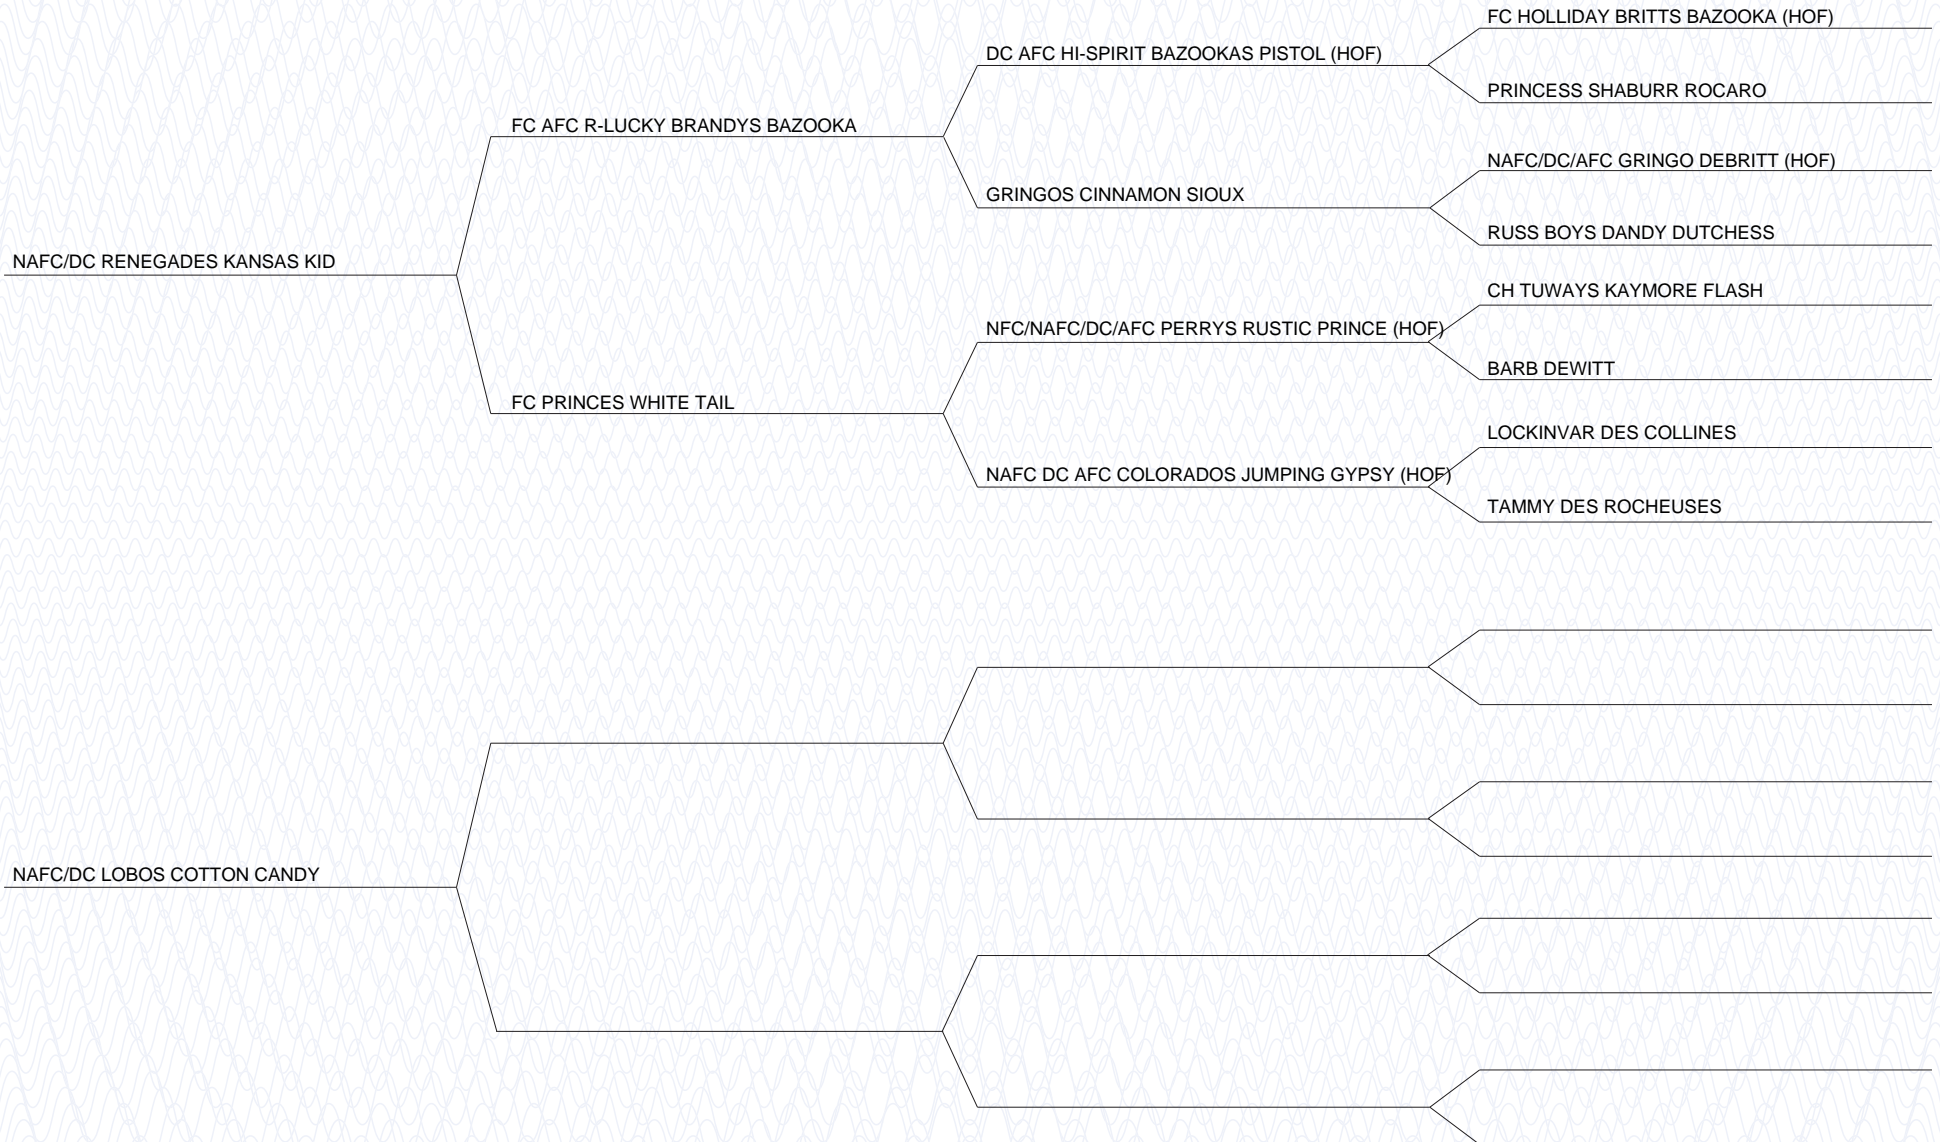 FC HOLLIDAY BRITTS BAZOOKA (HOF)
DC AFC HI-SPIRIT BAZOOKAS PISTOL (HOF)
PRINCESS SHABURR ROCARO
FC AFC R-LUCKY BRANDYS BAZOOKA
NAFC/DC/AFC GRINGO DEBRITT (HOF)
GRINGOS CINNAMON SIOUX
RUSS BOYS DANDY DUTCHESS
NAFC/DC RENEGADES KANSAS KID
CH TUWAYS KAYMORE FLASH
NFC/NAFC/DC/AFC PERRYS RUSTIC PRINCE (HOF)
BARB DEWITT
FC PRINCES WHITE TAIL
LOCKINVAR DES COLLINES
NAFC DC AFC COLORADOS JUMPING GYPSY (HOF)
TAMMY DES ROCHEUSES
NAFC/DC LOBOS COTTON CANDY